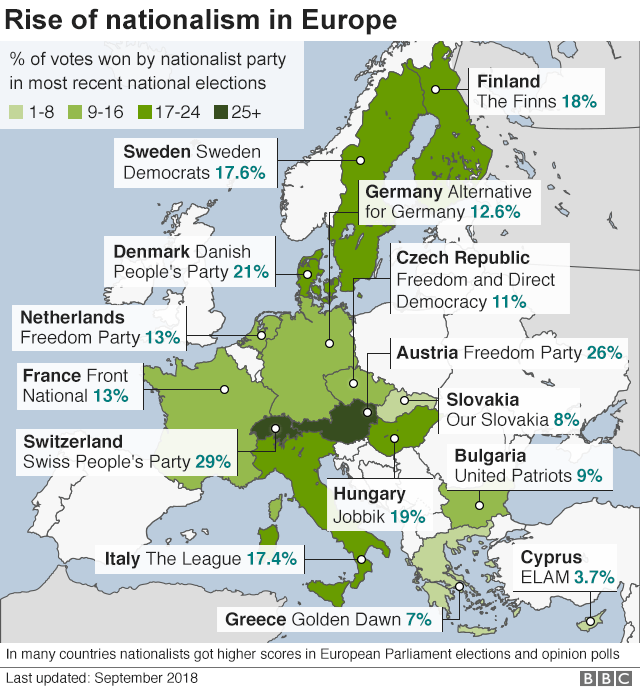 Rise of nationalism in Europe
% of votes won by nationalist party
in most recent national elections
1-8 9-16 17-24 25+
Finland
The Finns 18%
Sweden Sweden
Democrats 17.6%
Germany Alternative
for Germany 12.6%
Denmark Danish
People's Party 21%
Czech Republic
Freedom and Direct
Democracy 11%
Netherlands
Freedom Party 13%
Austria Freedom Party 26%
France Front
National 13%
Slovakia
Our Slovakia 8%
Switzerland
Swiss People's Party 29%
Bulgaria
United Patriots 9%
Hungary
Jobbik 19%
Italy The League 17.4%
Cyprus
ELAM 3.7%
Greece Golden Dawn 7%
In many countries nationalists got higher scores in European Parliament elections and opinion polls
Last updated: September 2018
BBC